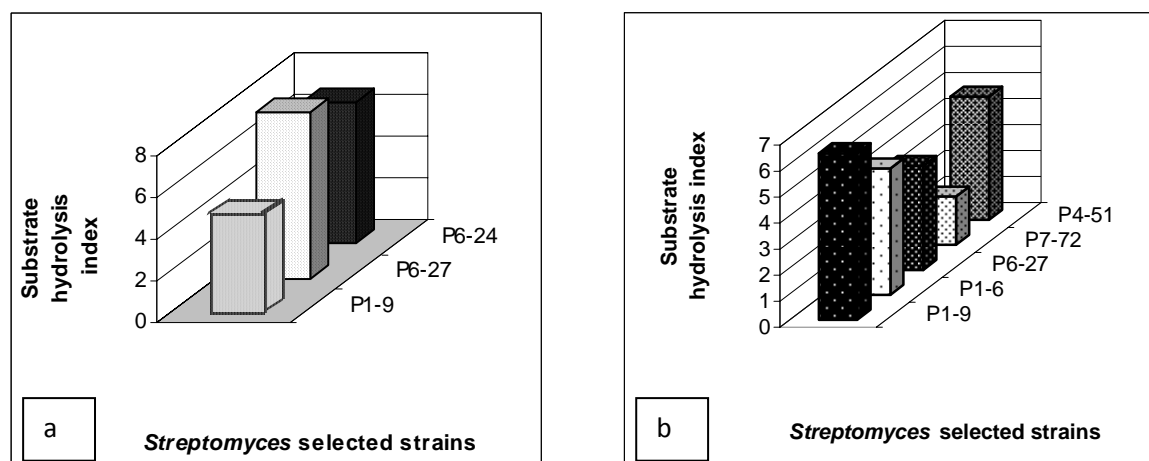 8
6
4
2
0
Substrate
hydrolysis
index
P6-24
P6-27
P1-9
a
Streptomyces selected strains
7
6
5
4
3
2
1
0
Substrate
hydrolysis index
P4-51
P7-72
P6-27
P1-6
P1-9
b
Streptomyces selected strains